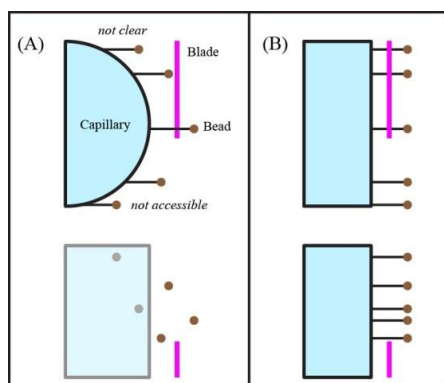 (A)
not clear
Blade
Capillary
Bead
not accessible
(B)